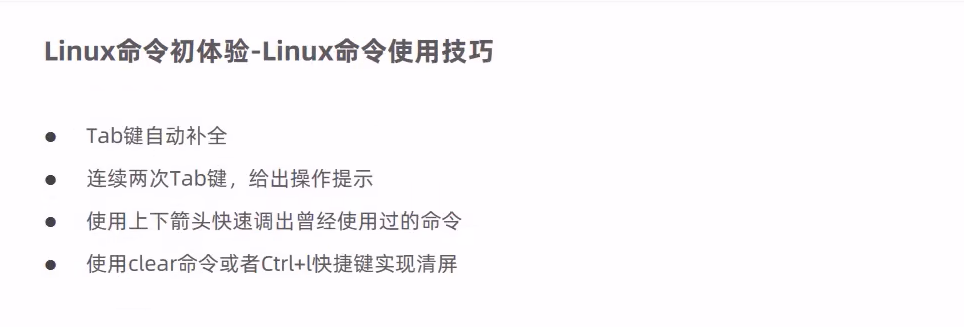 Linux命令初体验-Linux命令使用技巧
● Tab键自动补全
● 连续两次Tab键，给出操作提示
● 使用上下箭头快速调出曾经使用过的命令
● 使用clear命令或者Ctrl+l快捷键实现清屏